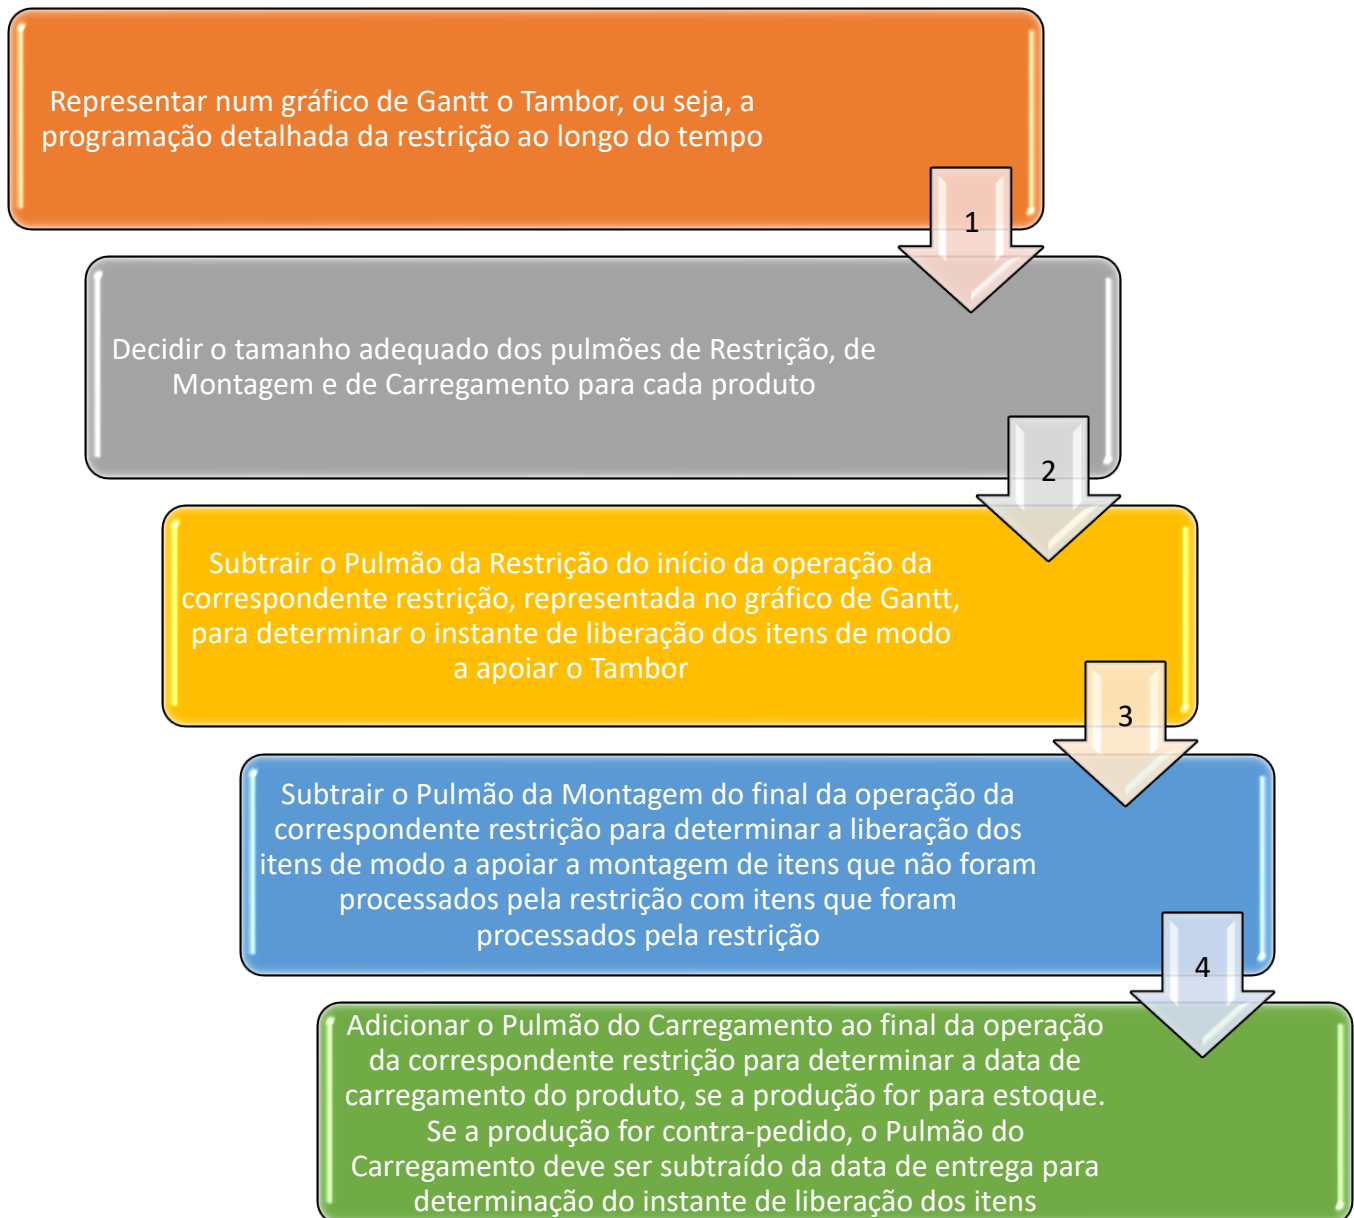 Representar num gráfico de Gantt o Tambor, ou seja, a
programação detalhada da restrição ao longo do tempo
1
Decidir o tamanho adequado dos pulmões de Restrição, de
Montagem e de Carregamento para cada produto
2
Subtrair o Pulmão da Restrição do início da operação da
correspondente restrição, representada no gráfico de Gantt,
para determinar o instante de liberação dos itens de modo
a apoiar o Tambor
3
Subtrair o Pulmão da Montagem do final da operação da
correspondente restrição para determinar a liberação dos
itens de modo a apoiar a montagem de itens que não foram
processados pela restrição com itens que foram
processados pela restrição
4
Adicionar o Pulmão do Carregamento ao final da operação
da correspondente restrição para determinar a data de
carregamento do produto, se a produção for para estoque.
Se a produção for contra-pedido, o Pulmão do
Carregamento deve ser subtraído da data de entrega para
determinação do instante de liberação dos itens